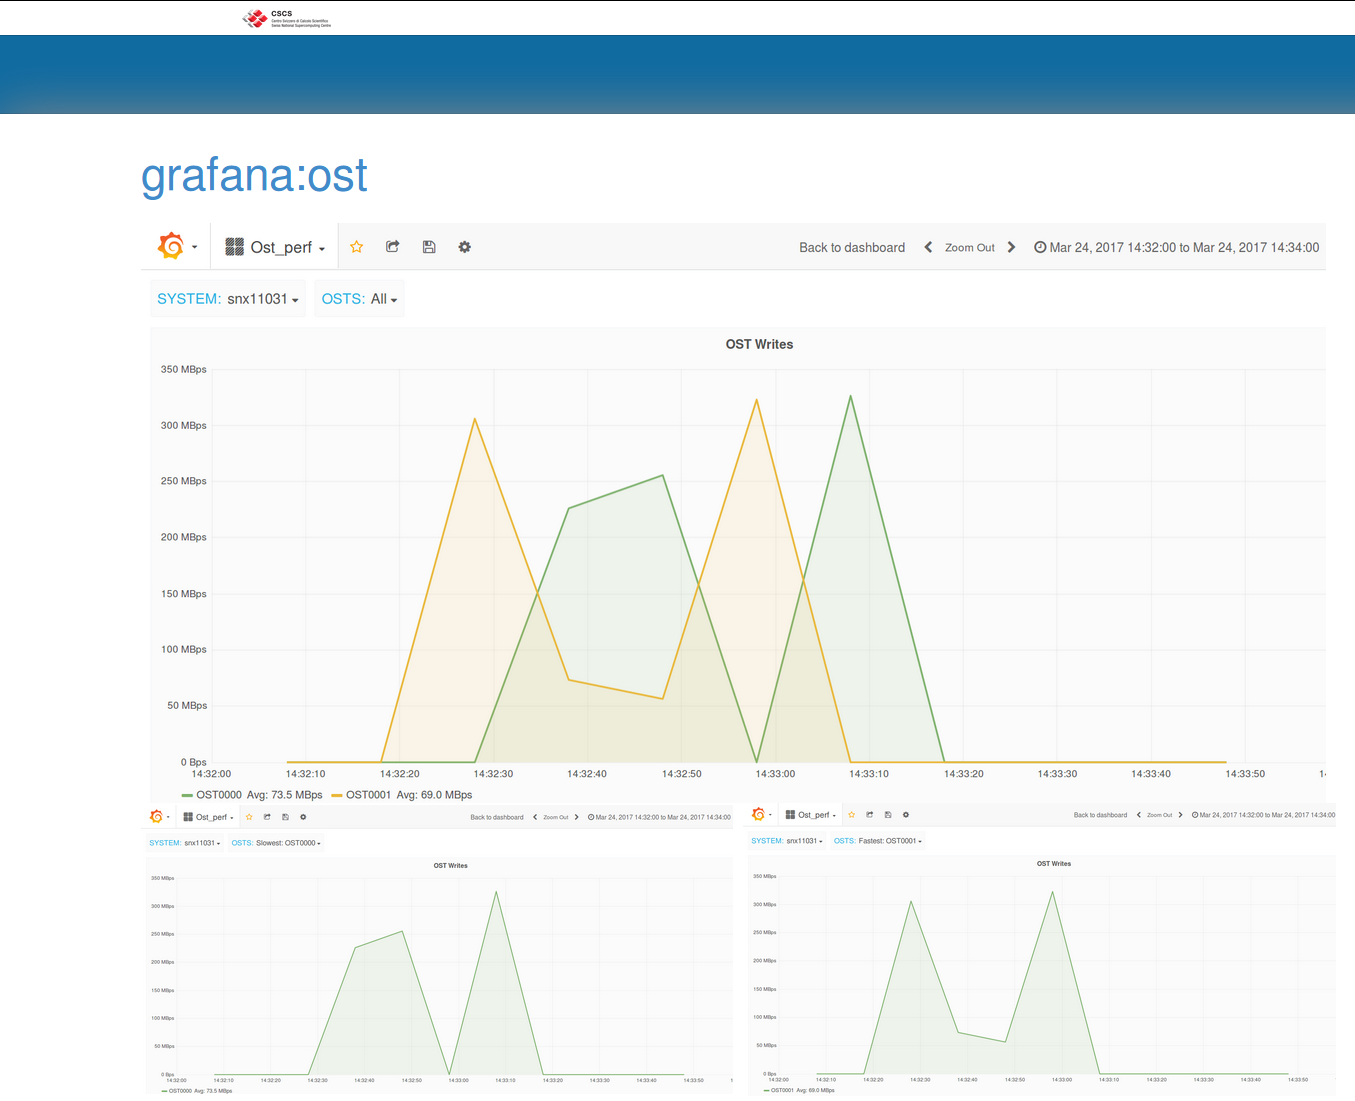 CSCS
Centro Svizzero di Calcolo Scientifico
Swiss National Supercomputing Centre
grafana:ost
Ost_perf
Back to dashboard Zoom Out Mar 24, 2017 14:32:00 to Mar 24, 2017 14:34:00
SYSTEM: snx11031 OSTS: All
OST Writes
350 MBps
300 MBps
250 MBps
200 MBps
150 MBps
100 MBps
50 MBps
0 Bps
14:32:00 14:32:10 14:32:20 14:32:30 14:32:40 14:32:50 14:33:00 14:33:10 14:33:20 14:33:30 14:33:40 14:33:50 1
OST0000 Avg: 73.5 MBps OST0001 Avg: 69.0 MBps
Ost_perf Back to dashboard Zoom Out Mar 24, 2017 14:32:00 to Mar 24, 2017 14:34:00
SYSTEM: snx11031 OSTS: Slowest: OST0000
OST Writes
350 MBps
300 MBps
250 MBps
200 MBps
150 MBps
100 MBps
50 MBps
0 Bps
14:32:00 14:32:10 14:32:20 14:32:30 14:32:40 14:32:50 14:33:00 14:33:10 14:33:20 14:33:30 14:33:40 14:33:50 1
OST0000 Avg: 73.5 MBps
Ost_perf Back to dashboard Zoom Out Mar 24, 2017 14:32:00 to Mar 24, 2017 14:34:00
SYSTEM: snx11031 OSTS: Fastest: OST0001
OST Writes
350 MBps
300 MBps
250 MBps
200 MBps
150 MBps
100 MBps
50 MBps
0 Bps
14:32:00 14:32:10 14:32:20 14:32:30 14:32:40 14:32:50 14:33:00 14:33:10 14:33:20 14:33:30 14:33:40 14:33:50
OST0001 Avg: 69.0 MBps